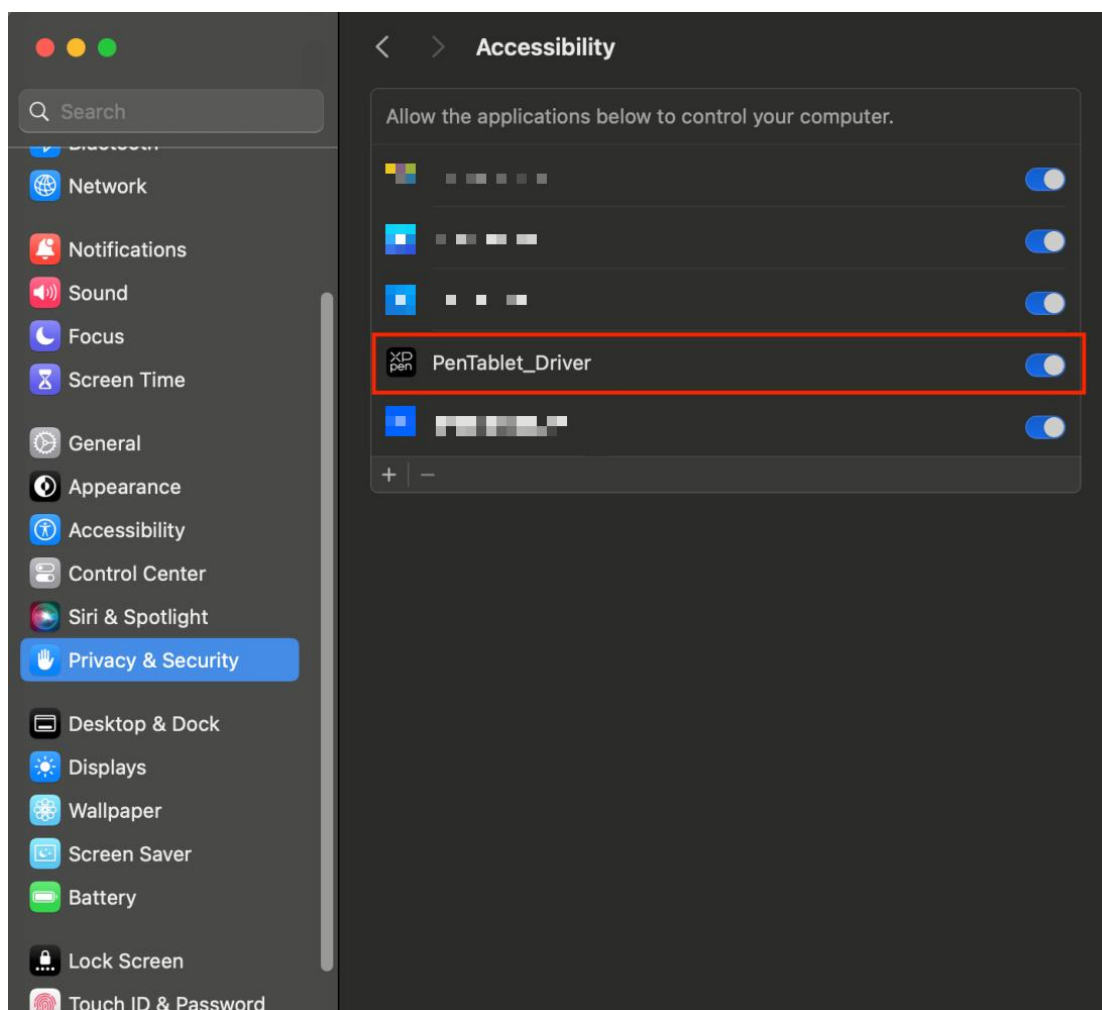 Search
Bluetooth
Network
Notifications
Sound
Focus
Screen Time
General
Appearance
Accessibility
Control Center
Siri & Spotlight
Privacy & Security
Desktop & Dock
Displays
Wallpaper
Screen Saver
Battery
Lock Screen
Touch ID & Password
Accessibility
Allow the applications below to control your computer.
XP
pen
PenTablet_Driver